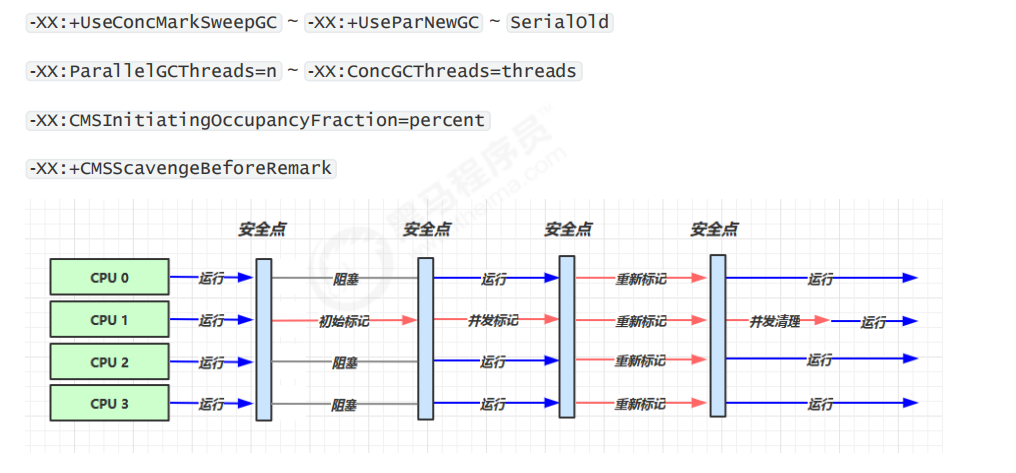 -XX:+UseConcMarkSweepGC ~ -XX:+UseParNewGC ~ SerialOld
-XX:ParallelGCThreads=n ~ -XX:ConcGCThreads=threads
-XX:CMSInitiatingOccupancyFraction=percent
-XX:+CMSScavengeBeforeRemark
安全点 安全点 安全点 安全点
CPU 0 运行 阻塞 运行 重新标记 运行
CPU 1 运行 初始标记 并发标记 重新标记 并发清理 运行
CPU 2 运行 阻塞 运行 重新标记 运行
CPU 3 运行 阻塞 运行 重新标记 运行
黑马程序员